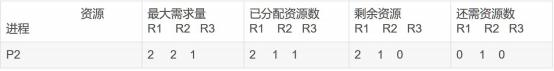 资源 最大需求量 已分配资源数 剩余资源 还需资源数
进程 R1 R2 R3 R1 R2 R3 R1 R2 R3 R1 R2 R3
P2 2 2 1 2 1 1 2 1 0 0 1 0